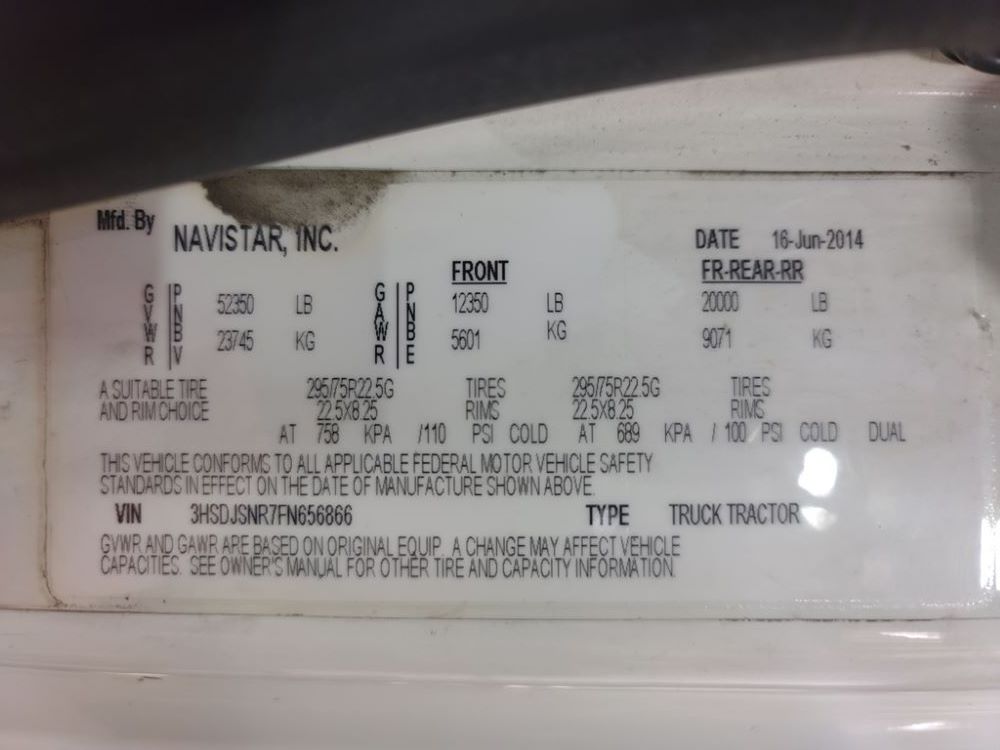 Mfd. By NAVISTAR, INC. DATE 16-Jun-2014
FRONT FR-REAR-RR
GVWR PNBV 52350 LB GAWR PNBE 12350 LB 20000 LB
23745 KG 5601 KG 9071 KG
A SUITABLE TIRE 295/75R22.5G TIRES 295/75R22.5G TIRES
AND RIM CHOICE 22.5X8.25 RIMS 22.5X8.25 RIMS
AT 758 KPA /110 PSI COLD AT 689 KPA / 100 PSI COLD DUAL
THIS VEHICLE CONFORMS TO ALL APPLICABLE FEDERAL MOTOR VEHICLE SAFETY
STANDARDS IN EFFECT ON THE DATE OF MANUFACTURE SHOWN ABOVE.
VIN 3HSDJSNR7FN656866 TYPE TRUCK TRACTOR
GVWR AND GAWR ARE BASED ON ORIGINAL EQUIP. A CHANGE MAY AFFECT VEHICLE
CAPACITIES. SEE OWNER'S MANUAL FOR OTHER TIRE AND CAPACITY INFORMATION.